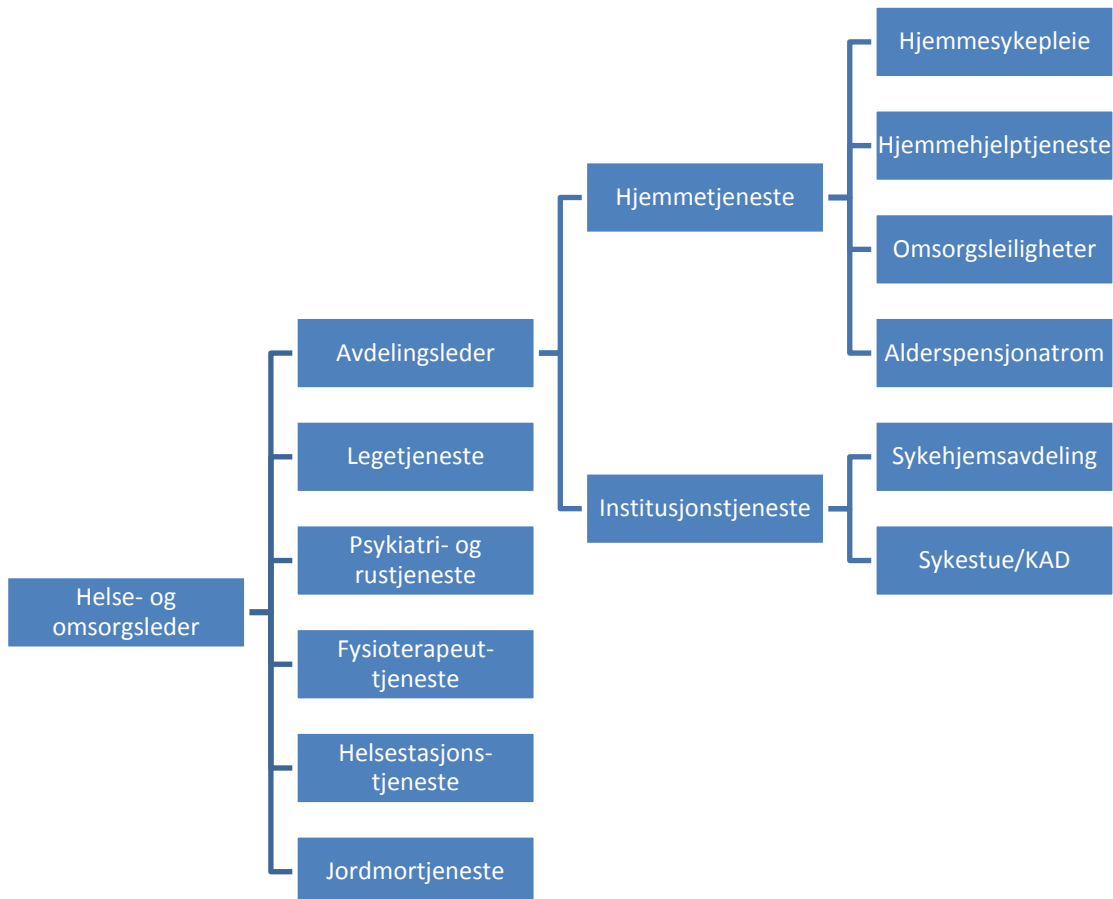 Hjemmesykepleie
Hjemmehjelptjeneste
Hjemmetjeneste
Omsorgsleiligheter
Avdelingsleder
Alderspensjonatrom
Legetjeneste
Sykehjemsavdeling
Institusjonstjeneste
Psykiatri- og
rustjeneste
Sykestue/KAD
Helse- og
omsorgsleder
Fysioterapeut-
tjeneste
Helsestasjons-
tjeneste
Jordmortjeneste